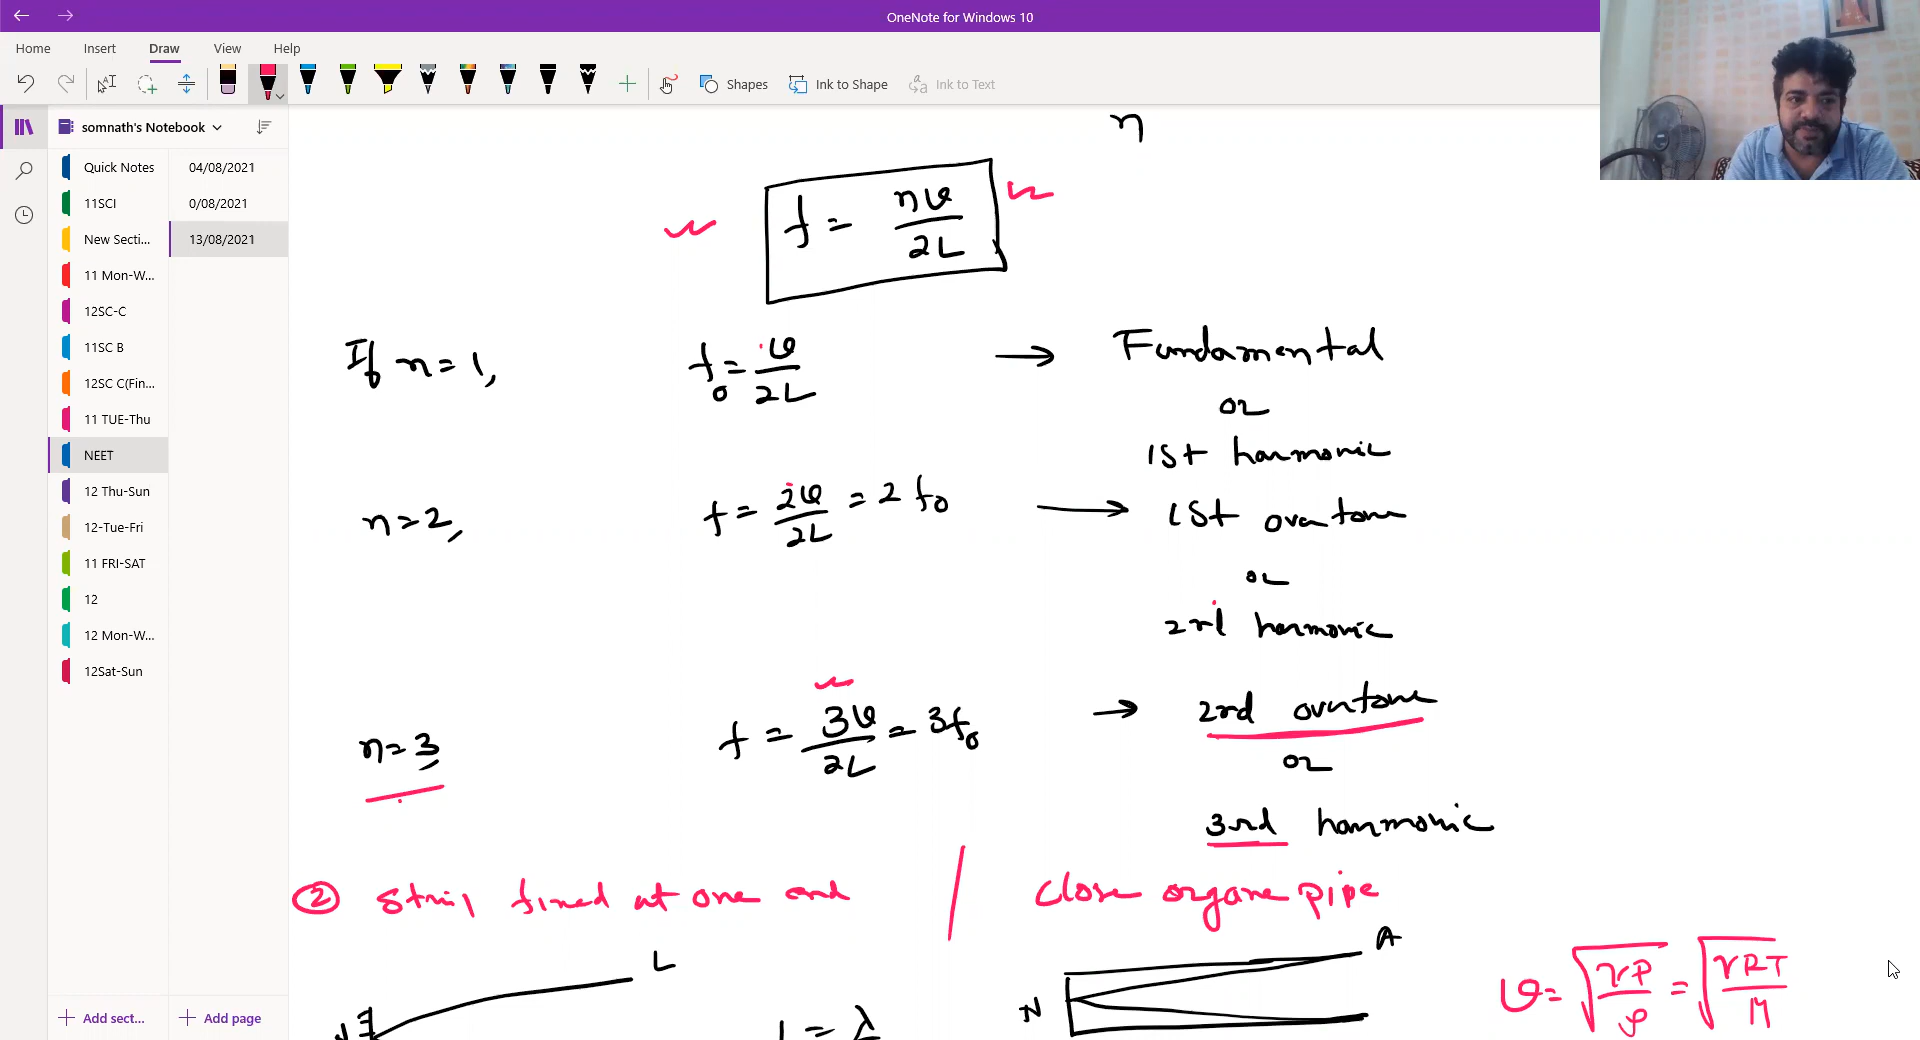 OneNote for Windows 10
Home Insert Draw View Help
Shapes Ink to Shape Ink to Text
somnath's Notebook
Quick Notes
11SCI
New Secti...
11 Mon-W...
12SC-C
11SC B
12SC C(Fin...
11 TUE-Thu
NEET
12 Thu-Sun
12-Tue-Fri
11 FRI-SAT
12
12 Mon-W...
12Sat-Sun
Add sect...
04/08/2021
0/08/2021
13/08/2021
Add page
n
f = nv/2L
If n=1, f₀ = v/2L → Fundamental
or
1st harmonic
n=2, f = 2v/2L = 2f₀ → 1st overtone
or
2nd harmonic
n=3 f = 3v/2L = 3f₀ → 2nd overtone
or
3rd harmonic
② string fixed at one end | close organe pipe
L A
N
v = √(γP/ρ) = √(γRT/M)